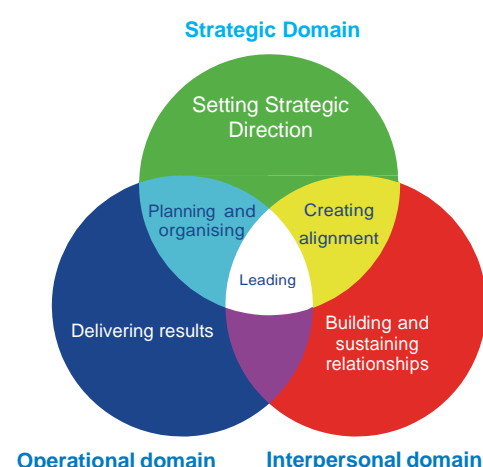 Strategic Domain
Setting Strategic
Direction
Planning and
organising
Creating
alignment
Leading
Delivering results
Building and
sustaining
relationships
Operational domain
Interpersonal domain